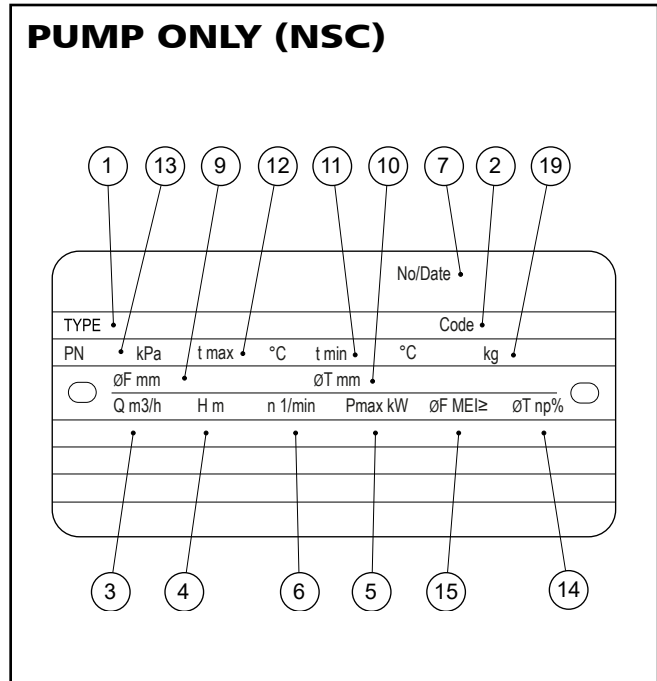 PUMP ONLY (NSC)
1 13 9 12 11 10 7 2 19
No/Date
TYPE Code
PN kPa t max °C t min °C kg
ØF mm ØT mm
Q m3/h H m n 1/min Pmax kW ØF MEI≥ ØT np%
3 4 6 5 15 14